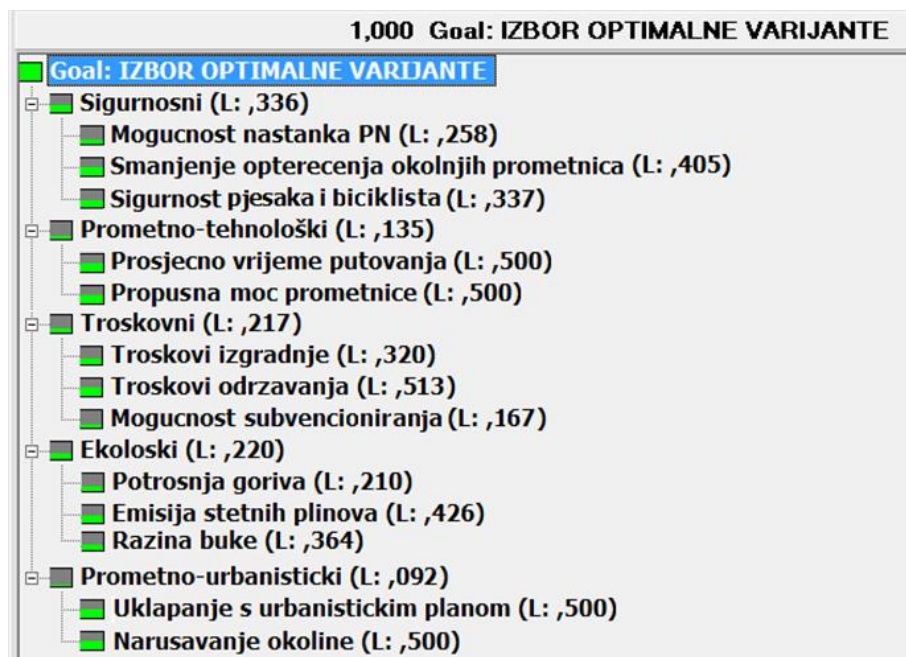 1,000 Goal: IZBOR OPTIMALNE VARIJANTE
Goal: IZBOR OPTIMALNE VARIJANTE
Sigurnosni (L: ,336)
Mogucnost nastanka PN (L: ,258)
Smanjenje opterecenja okolnjih prometnica (L: ,405)
Sigurnost pjesaka i biciklista (L: ,337)
Prometno-tehnološki (L: ,135)
Prosjecno vrijeme putovanja (L: ,500)
Propusna moc prometnice (L: ,500)
Troskovni (L: ,217)
Troskovi izgradnje (L: ,320)
Troskovi odrzavanja (L: ,513)
Mogucnost subvencioniranja (L: ,167)
Ekoloski (L: ,220)
Potrosnja goriva (L: ,210)
Emisija stetnih plinova (L: ,426)
Razina buke (L: ,364)
Prometno-urbanisticki (L: ,092)
Uklapanje s urbanistickim planom (L: ,500)
Narusavanje okoline (L: ,500)